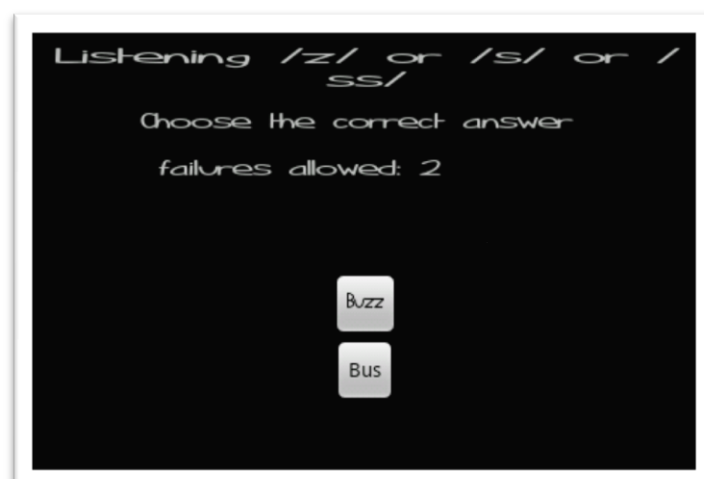 Listening /z/ or /s/ or /
ss/
Choose the correct answer
failures allowed: 2
Buzz
Bus